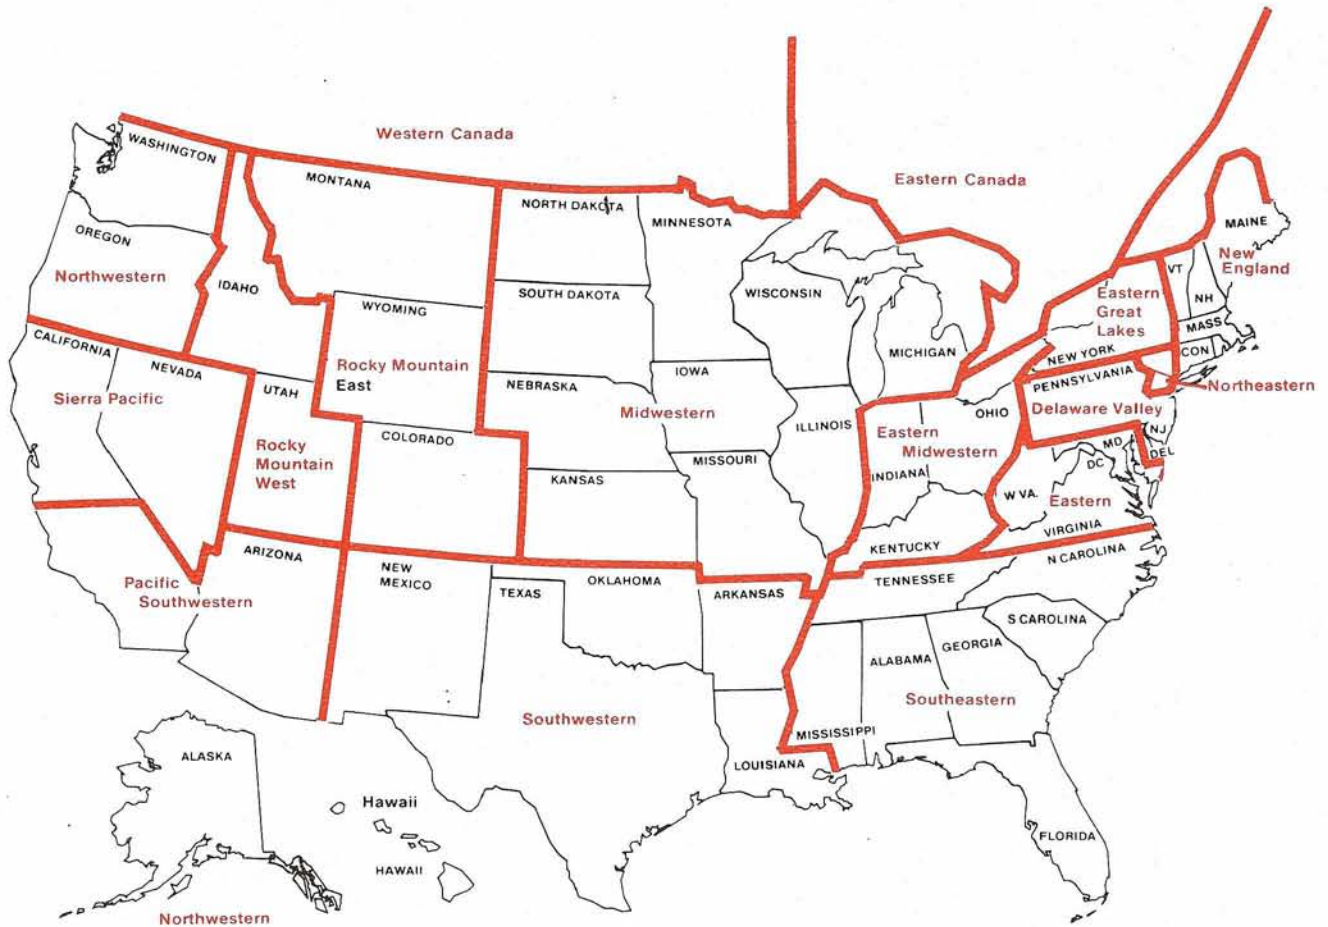 Western Canada
WASHINGTON
MONTANA
Eastern Canada
NORTH DAKOTA
MINNESOTA
MAINE
OREGON
Northwestern
IDAHO
New
England
VT
NH
SOUTH DAKOTA
WISCONSIN
Eastern
Great
Lakes
WYOMING
MASS
CALIFORNIA
NEVADA
Rocky Mountain
East
MICHIGAN
NEW YORK
CON
IOWA
PENNSYLVANIA
Northeastern
UTAH
NEBRASKA
Sierra Pacific
Midwestern
OHIO
Delaware Valley
ILLINOIS
COLORADO
Rocky
Mountain
West
Eastern
Midwestern
NJ
MD
DEL
DC
MISSOURI
KANSAS
INDIANA
W VA.
Eastern
VIRGINIA
KENTUCKY
N CAROLINA
ARIZONA
NEW
MEXICO
Pacific
Southwestern
TEXAS
OKLAHOMA
ARKANSAS
TENNESSEE
S CAROLINA
GEORGIA
ALABAMA
Southeastern
Southwestern
MISSISSIPPI
LOUISIANA
ALASKA
Hawaii
HAWAII
FLORIDA
Northwestern